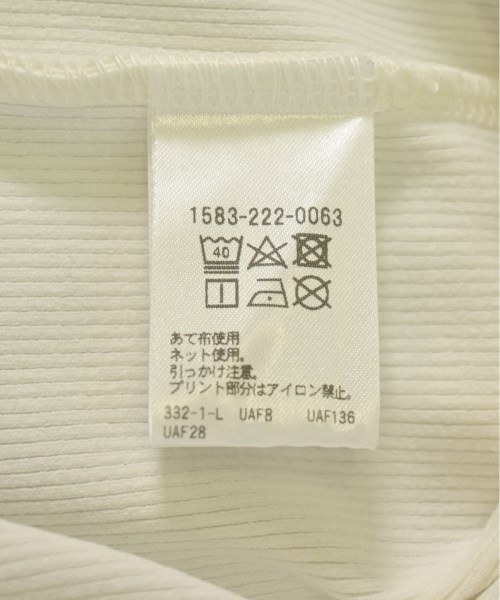 1583-222-0063
40
あて布使用
ネット使用。
引っかけ注意。
プリント部分はアイロン禁止。
332-1-L UAF8 UAF136
UAF28